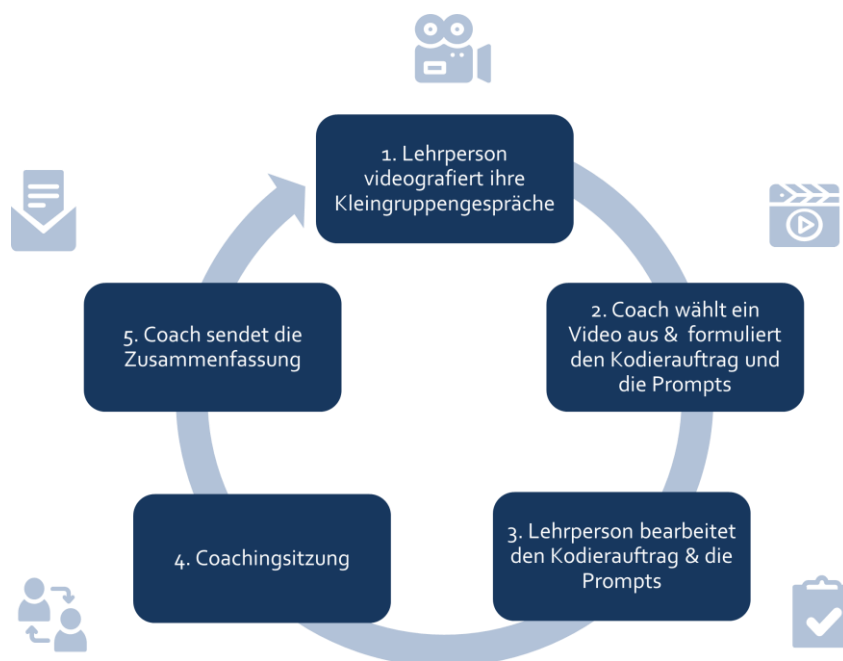 1. Lehrperson
videografiert ihre
Kleingruppengespräche
2. Coach wählt ein
Video aus & formuliert
den Kodierauftrag und
die Prompts
3. Lehrperson bearbeitet
den Kodierauftrag & die
Prompts
4. Coachingsitzung
5. Coach sendet die
Zusammenfassung